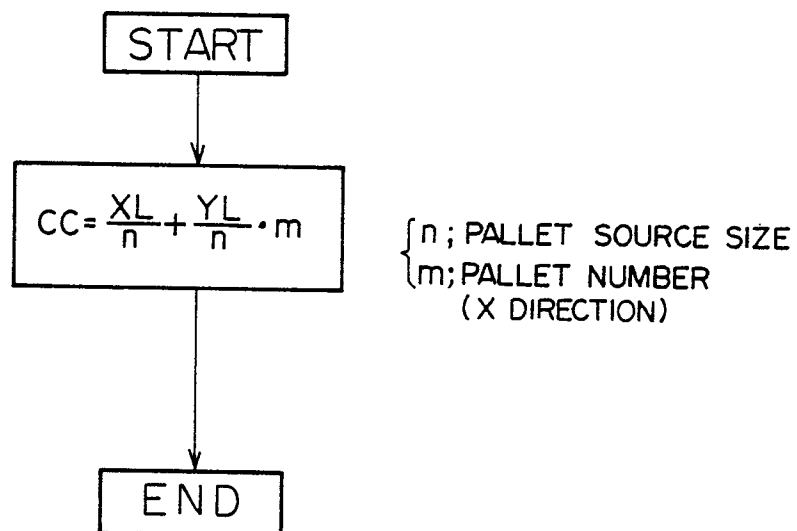 START
CC= XL/n + YL/n · m
n; PALLET SOURCE SIZE
m; PALLET NUMBER
(X DIRECTION)
END